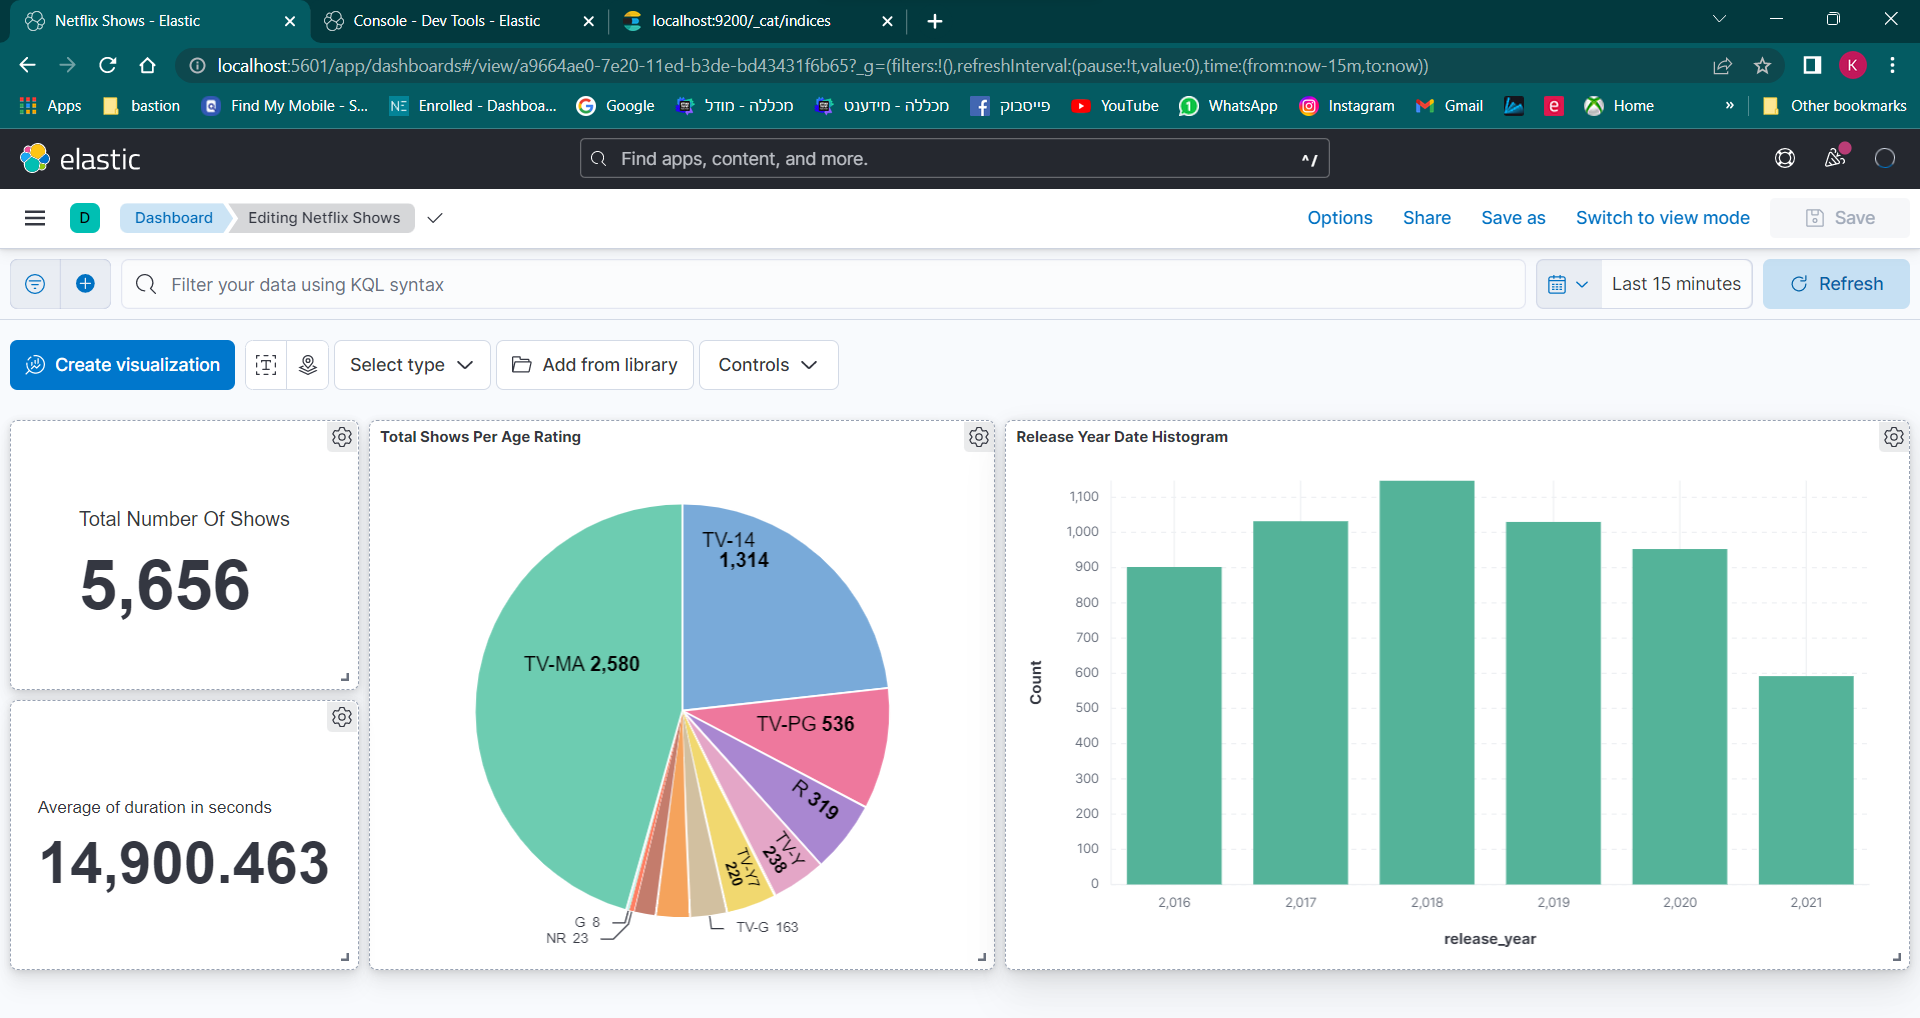 Netflix Shows - Elastic
Console - Dev Tools - Elastic
localhost:9200/_cat/indices
localhost:5601/app/dashboards#/view/a9664ae0-7e20-11ed-b3de-bd43431f6b65?_g=(filters:!(),refreshInterval:(pause:!t,value:0),time:(from:now-15m,to:now))
K
Apps
bastion
Find My Mobile - S...
NE Enrolled - Dashboa...
Google
מכללה - מודל
מכללה - מידענט
פייסבוק
YouTube
WhatsApp
Instagram
Gmail
e
Home
»
Other bookmarks
elastic
Find apps, content, and more.
^/
D
Dashboard
Editing Netflix Shows
Options
Share
Save as
Switch to view mode
Save
Filter your data using KQL syntax
Last 15 minutes
Refresh
Create visualization
Select type
Add from library
Controls
Total Number Of Shows
5,656
Average of duration in seconds
14,900.463
Total Shows Per Age Rating
TV-14
1,314
TV-MA 2,580
TV-PG 536
R 319
TV-Y
238
TV-Y7
220
TV-G 163
G 8
NR 23
Release Year Date Histogram
Count
1,100
1,000
900
800
700
600
500
400
300
200
100
0
2,016
2,017
2,018
2,019
2,020
2,021
release_year